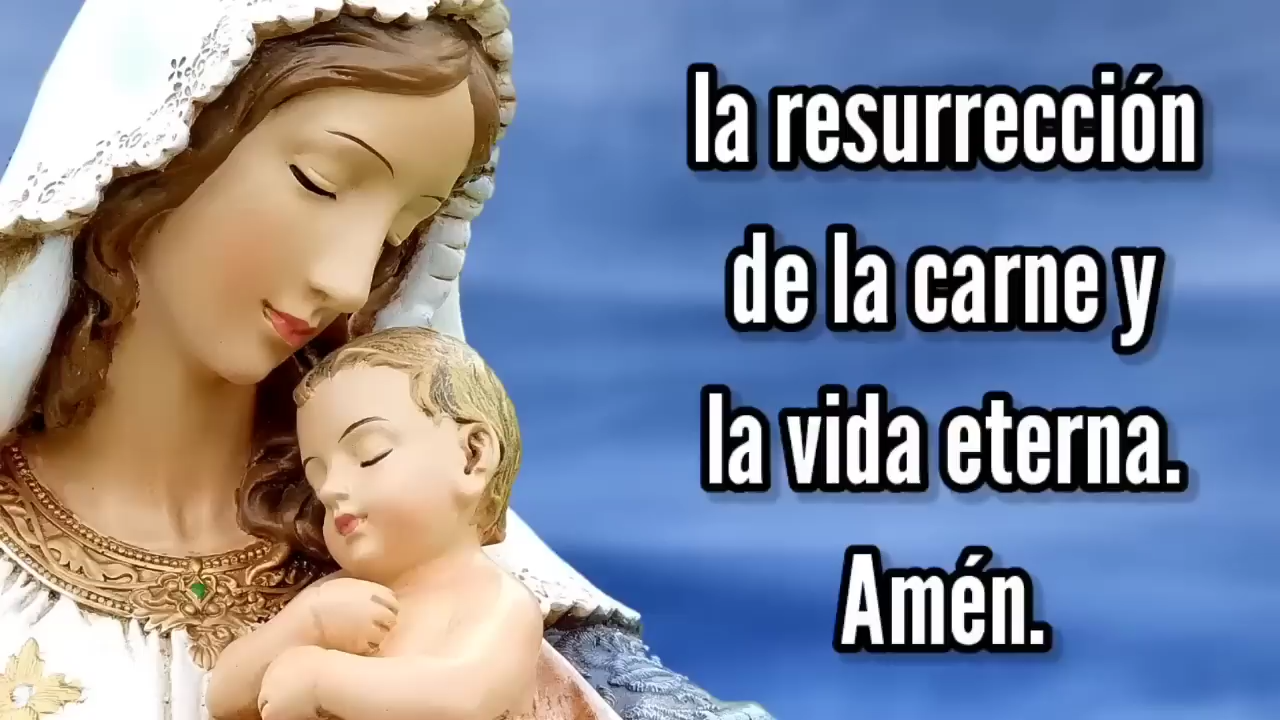 la resurrección
de la carne y
la vida eterna.
Amén.